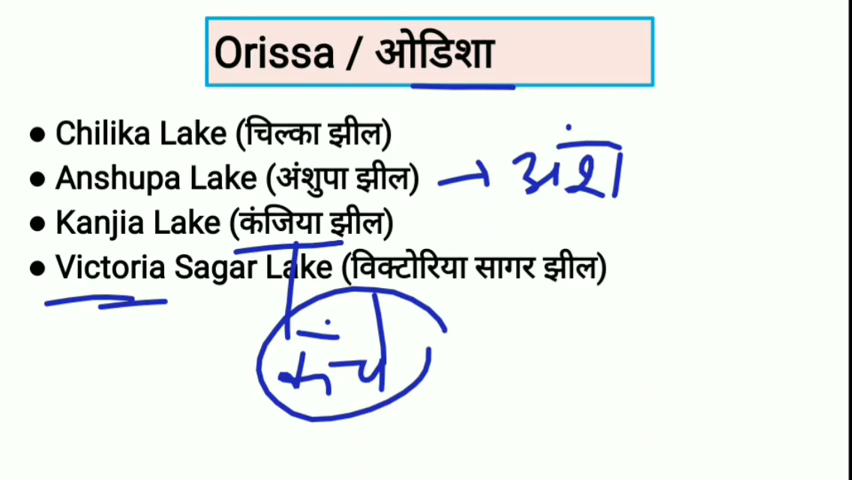 Orissa / ओडिशा
● Chilika Lake (चिल्का झील)
● Anshupa Lake (अंशुपा झील) → अंश
● Kanjia Lake (कंजिया झील)
● Victoria Sagar Lake (विक्टोरिया सागर झील)